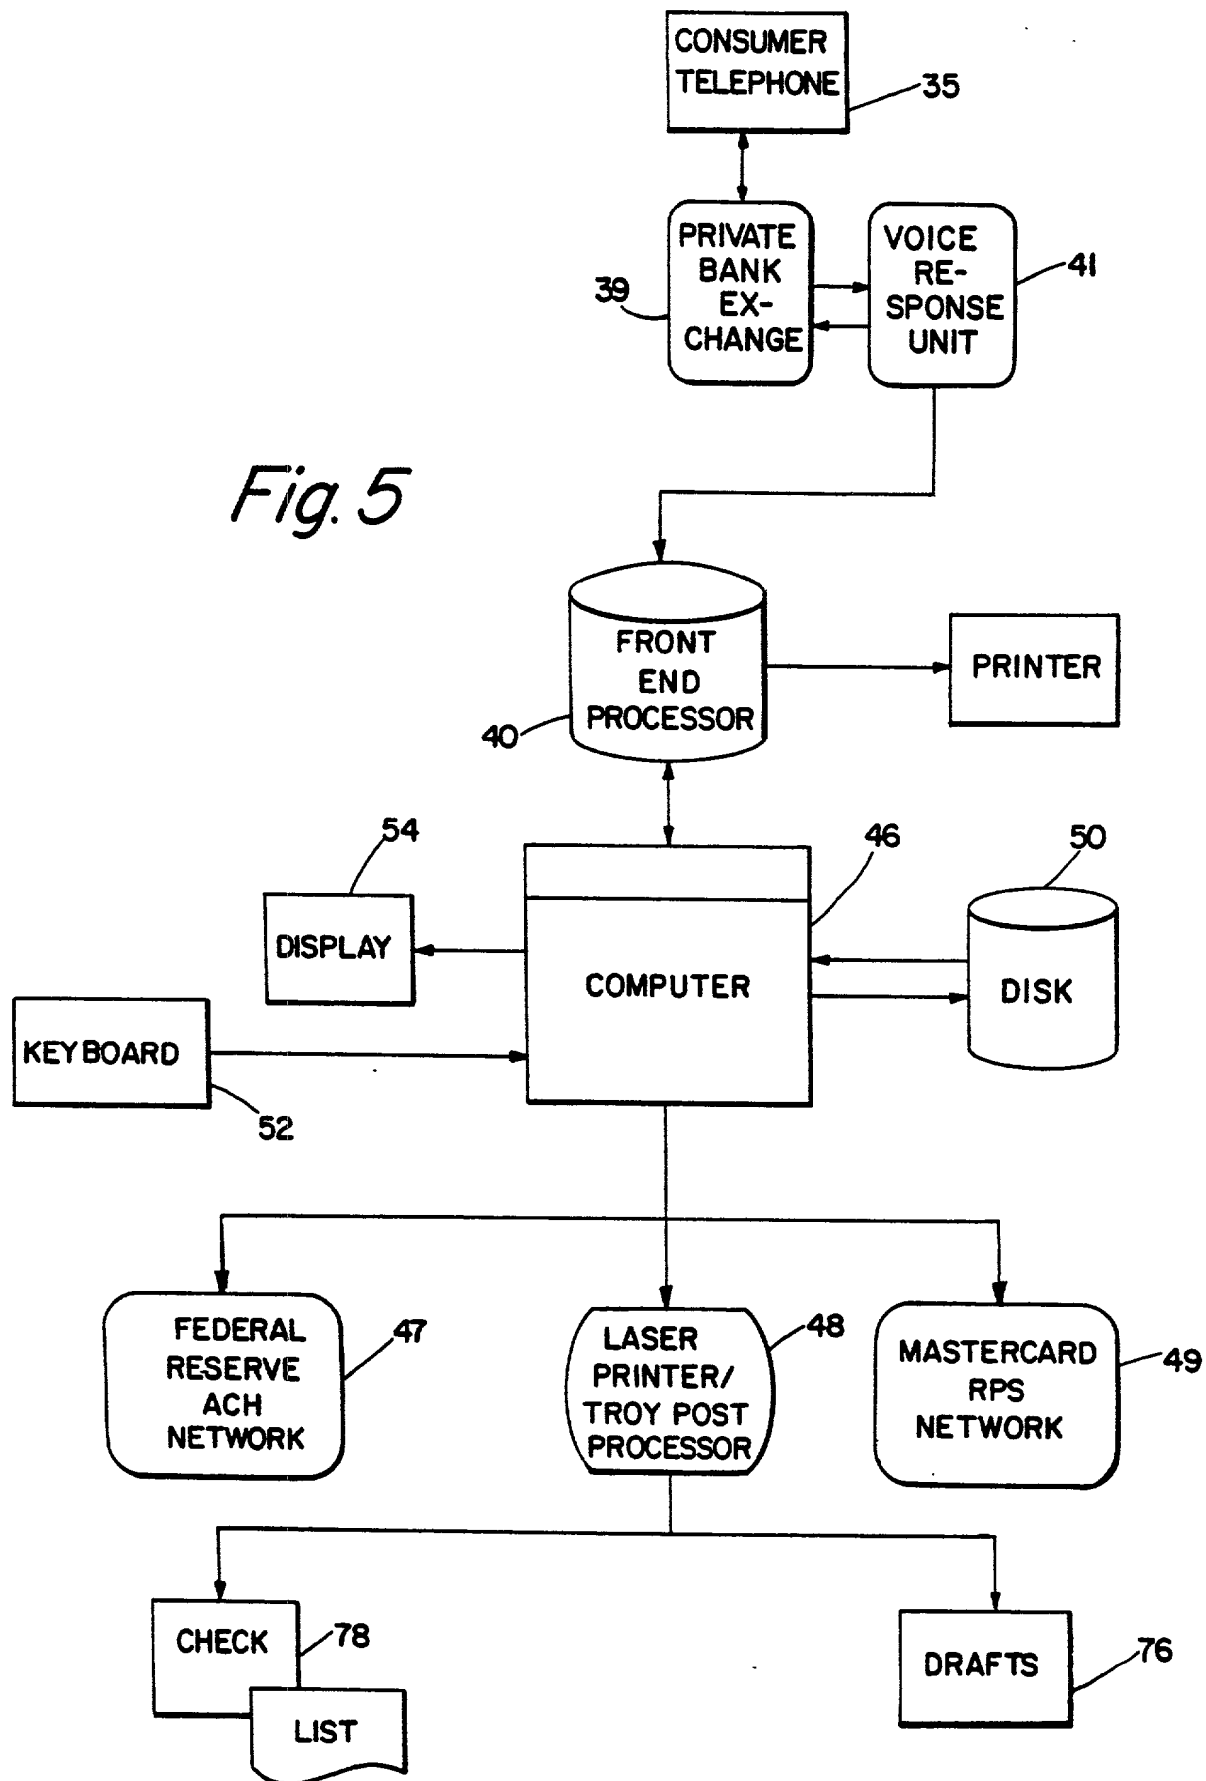 CONSUMER
TELEPHONE
35
PRIVATE
BANK
EX-
CHANGE
39
VOICE
RE-
SPONSE
UNIT
41
Fig. 5
FRONT
END
PROCESSOR
40
PRINTER
54
46
50
DISPLAY
COMPUTER
DISK
KEYBOARD
52
FEDERAL
RESERVE
ACH
NETWORK
47
LASER
PRINTER/
TROY POST
PROCESSOR
48
MASTERCARD
RPS
NETWORK
49
CHECK
78
LIST
DRAFTS
76